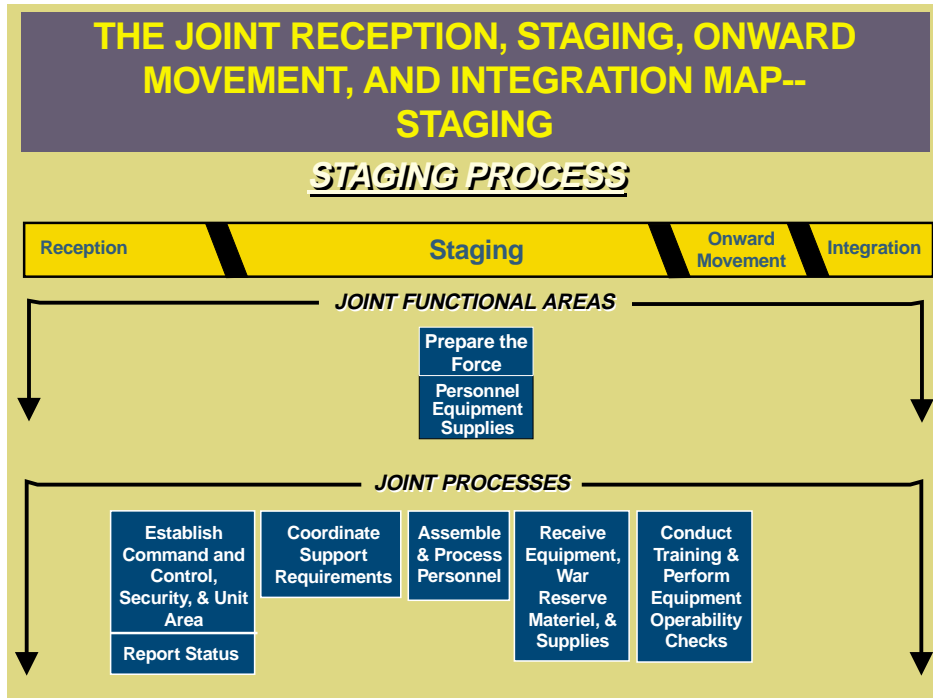 THE JOINT RECEPTION, STAGING, ONWARD
MOVEMENT, AND INTEGRATION MAP--
STAGING
STAGING PROCESS
Reception
Staging
Onward
Movement
Integration
JOINT FUNCTIONAL AREAS
Prepare the
Force
Personnel
Equipment
Supplies
JOINT PROCESSES
Establish
Command and
Control,
Security, & Unit
Area
Report Status
Coordinate
Support
Requirements
Assemble
& Process
Personnel
Receive
Equipment,
War
Reserve
Materiel, &
Supplies
Conduct
Training &
Perform
Equipment
Operability
Checks